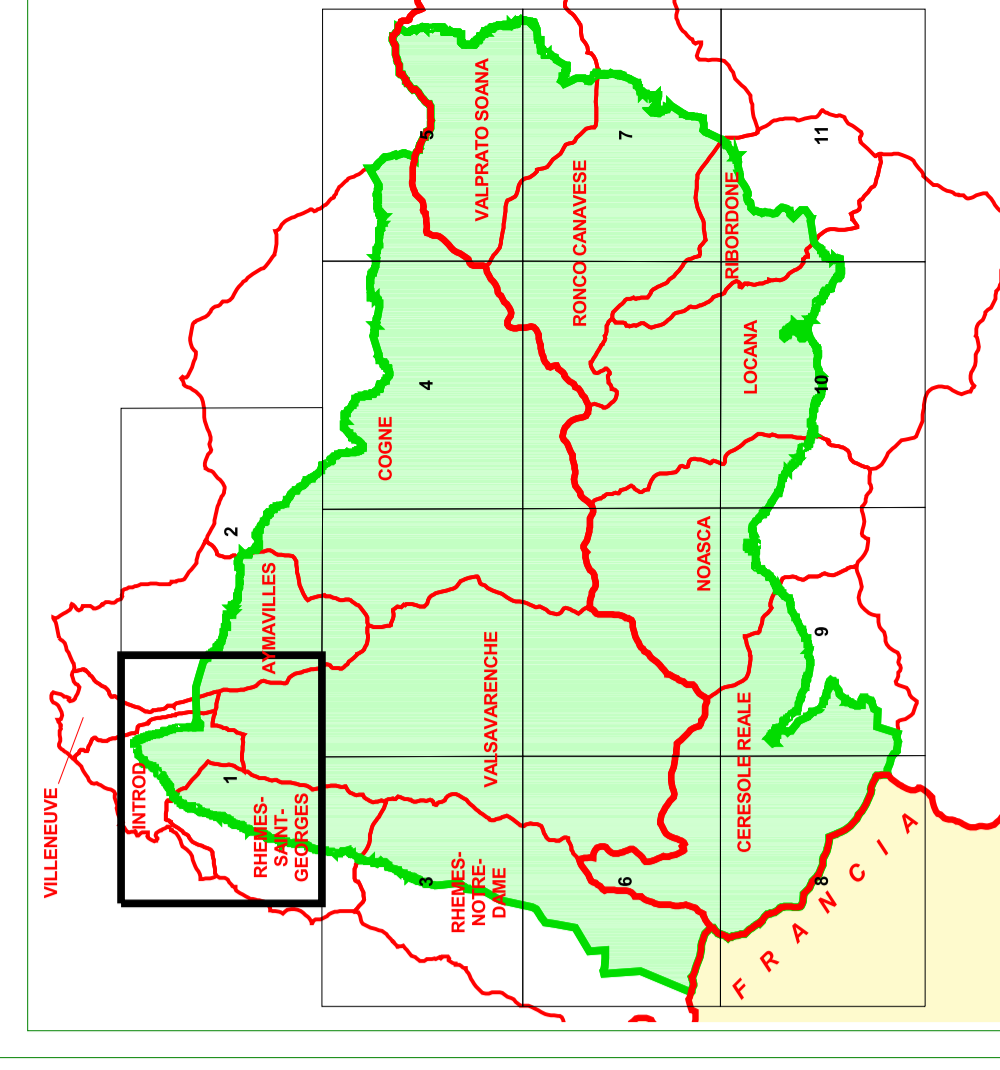 VILLENEUVE
INTROD
RHEMES-
SAINT-
GEORGES
1
AYMAVILLES
2
COGNE
VALSAVARENCHE
RHEMES-
NOTRE-
DAME
3
4
5
VALPRATO SOANA
RONCO CANAVESE
6
7
RIBORDONE
LOCANA
NOASCA
CERESOLE REALE
8
9
10
11
FRANCIA